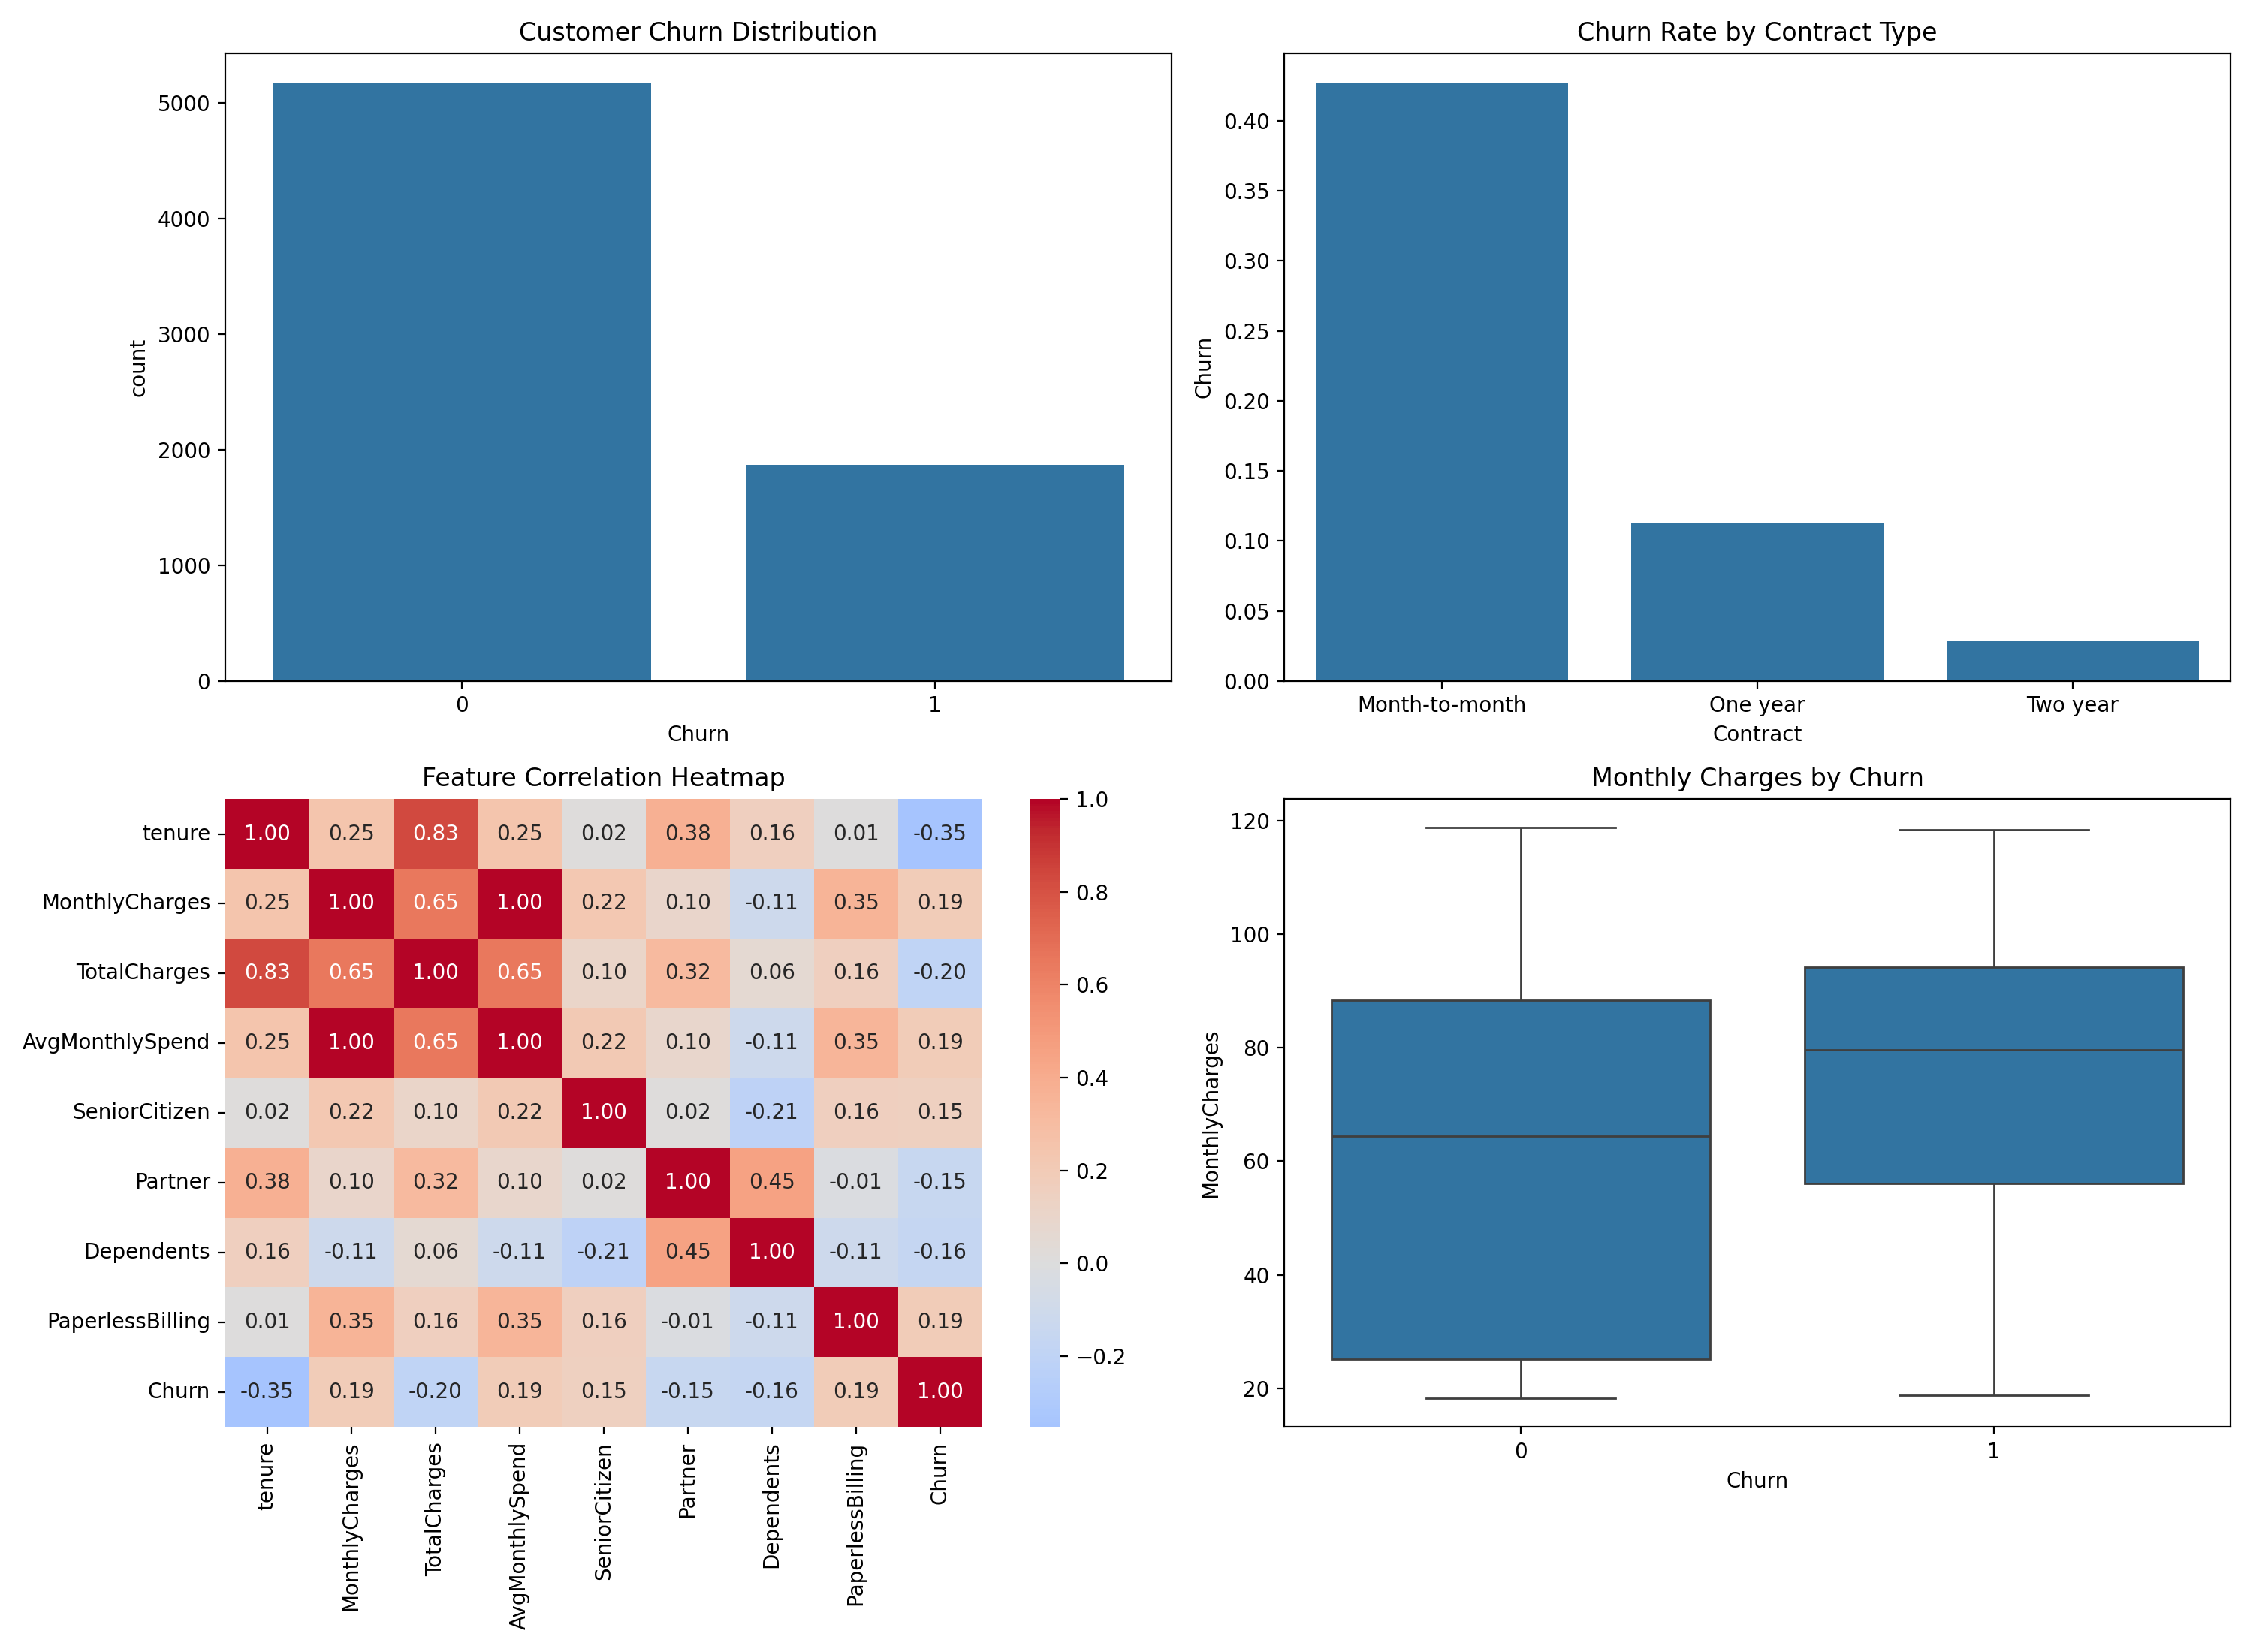 Customer Churn Distribution
5000
4000
3000
2000
1000
0
count
0 1
Churn
Churn Rate by Contract Type
0.40
0.35
0.30
0.25
0.20
0.15
0.10
0.05
0.00
Churn
Month-to-month One year Two year
Contract
Feature Correlation Heatmap
tenure 1.00 0.25 0.83 0.25 0.02 0.38 0.16 0.01 -0.35
MonthlyCharges 0.25 1.00 0.65 1.00 0.22 0.10 -0.11 0.35 0.19
TotalCharges 0.83 0.65 1.00 0.65 0.10 0.32 0.06 0.16 -0.20
AvgMonthlySpend 0.25 1.00 0.65 1.00 0.22 0.10 -0.11 0.35 0.19
SeniorCitizen 0.02 0.22 0.10 0.22 1.00 0.02 -0.21 0.16 0.15
Partner 0.38 0.10 0.32 0.10 0.02 1.00 0.45 -0.01 -0.15
Dependents 0.16 -0.11 0.06 -0.11 -0.21 0.45 1.00 -0.11 -0.16
PaperlessBilling 0.01 0.35 0.16 0.35 0.16 -0.01 -0.11 1.00 0.19
Churn -0.35 0.19 -0.20 0.19 0.15 -0.15 -0.16 0.19 1.00
tenure
MonthlyCharges
TotalCharges
AvgMonthlySpend
SeniorCitizen
Partner
Dependents
PaperlessBilling
Churn
1.0
0.8
0.6
0.4
0.2
0.0
−0.2
Monthly Charges by Churn
120
100
80
60
40
20
MonthlyCharges
0 1
Churn